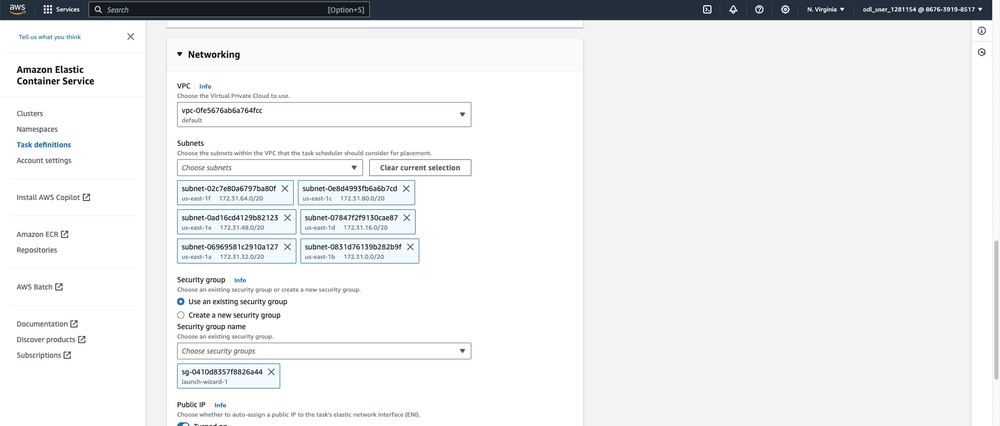 aws
Services
Search
[Option+S]
N. Virginia
odl_user_1281154 @ 8676-3919-8517
Tell us what you think
Amazon Elastic
Container Service
Clusters
Namespaces
Task definitions
Account settings
Install AWS Copilot
Amazon ECR
Repositories
AWS Batch
Documentation
Discover products
Subscriptions
Networking
VPC
Info
Choose the Virtual Private Cloud to use.
vpc-0fe5676ab6a764fcc
default
Subnets
Choose the subnets within the VPC that the task scheduler should consider for placement.
Choose subnets
Clear current selection
subnet-02c7e80a6797ba80f
us-east-1f 172.31.64.0/20
subnet-0e8d4993fb6a6b7cd
us-east-1c 172.31.80.0/20
subnet-0ad16cd4129b82123
us-east-1e 172.31.48.0/20
subnet-07847f2f9130cae87
us-east-1d 172.31.16.0/20
subnet-06969581c2910a127
us-east-1a 172.31.32.0/20
subnet-0831d76139b282b9f
us-east-1b 172.31.0.0/20
Security group
Info
Choose an existing security group or create a new security group.
Use an existing security group
Create a new security group
Security group name
Choose an existing security group.
Choose security groups
sg-0410d8357f8826a44
launch-wizard-1
Public IP
Info
Choose whether to auto-assign a public IP to the task's elastic network interface (ENI).
Turned on